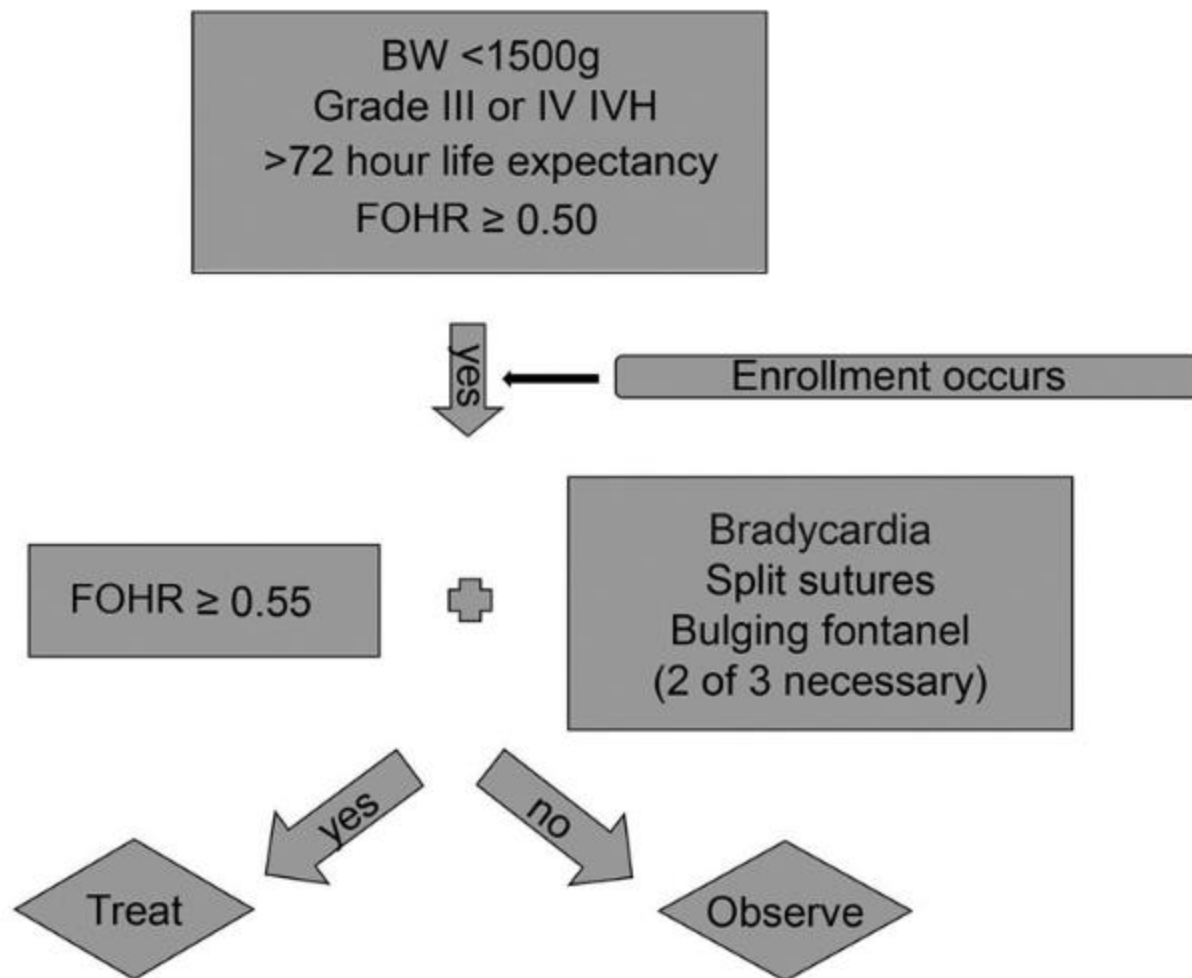 BW <1500g
Grade III or IV IVH
>72 hour life expectancy
FOHR ≥ 0.50
yes
Enrollment occurs
FOHR ≥ 0.55
Bradycardia
Split sutures
Bulging fontanel
(2 of 3 necessary)
yes
no
Treat
Observe